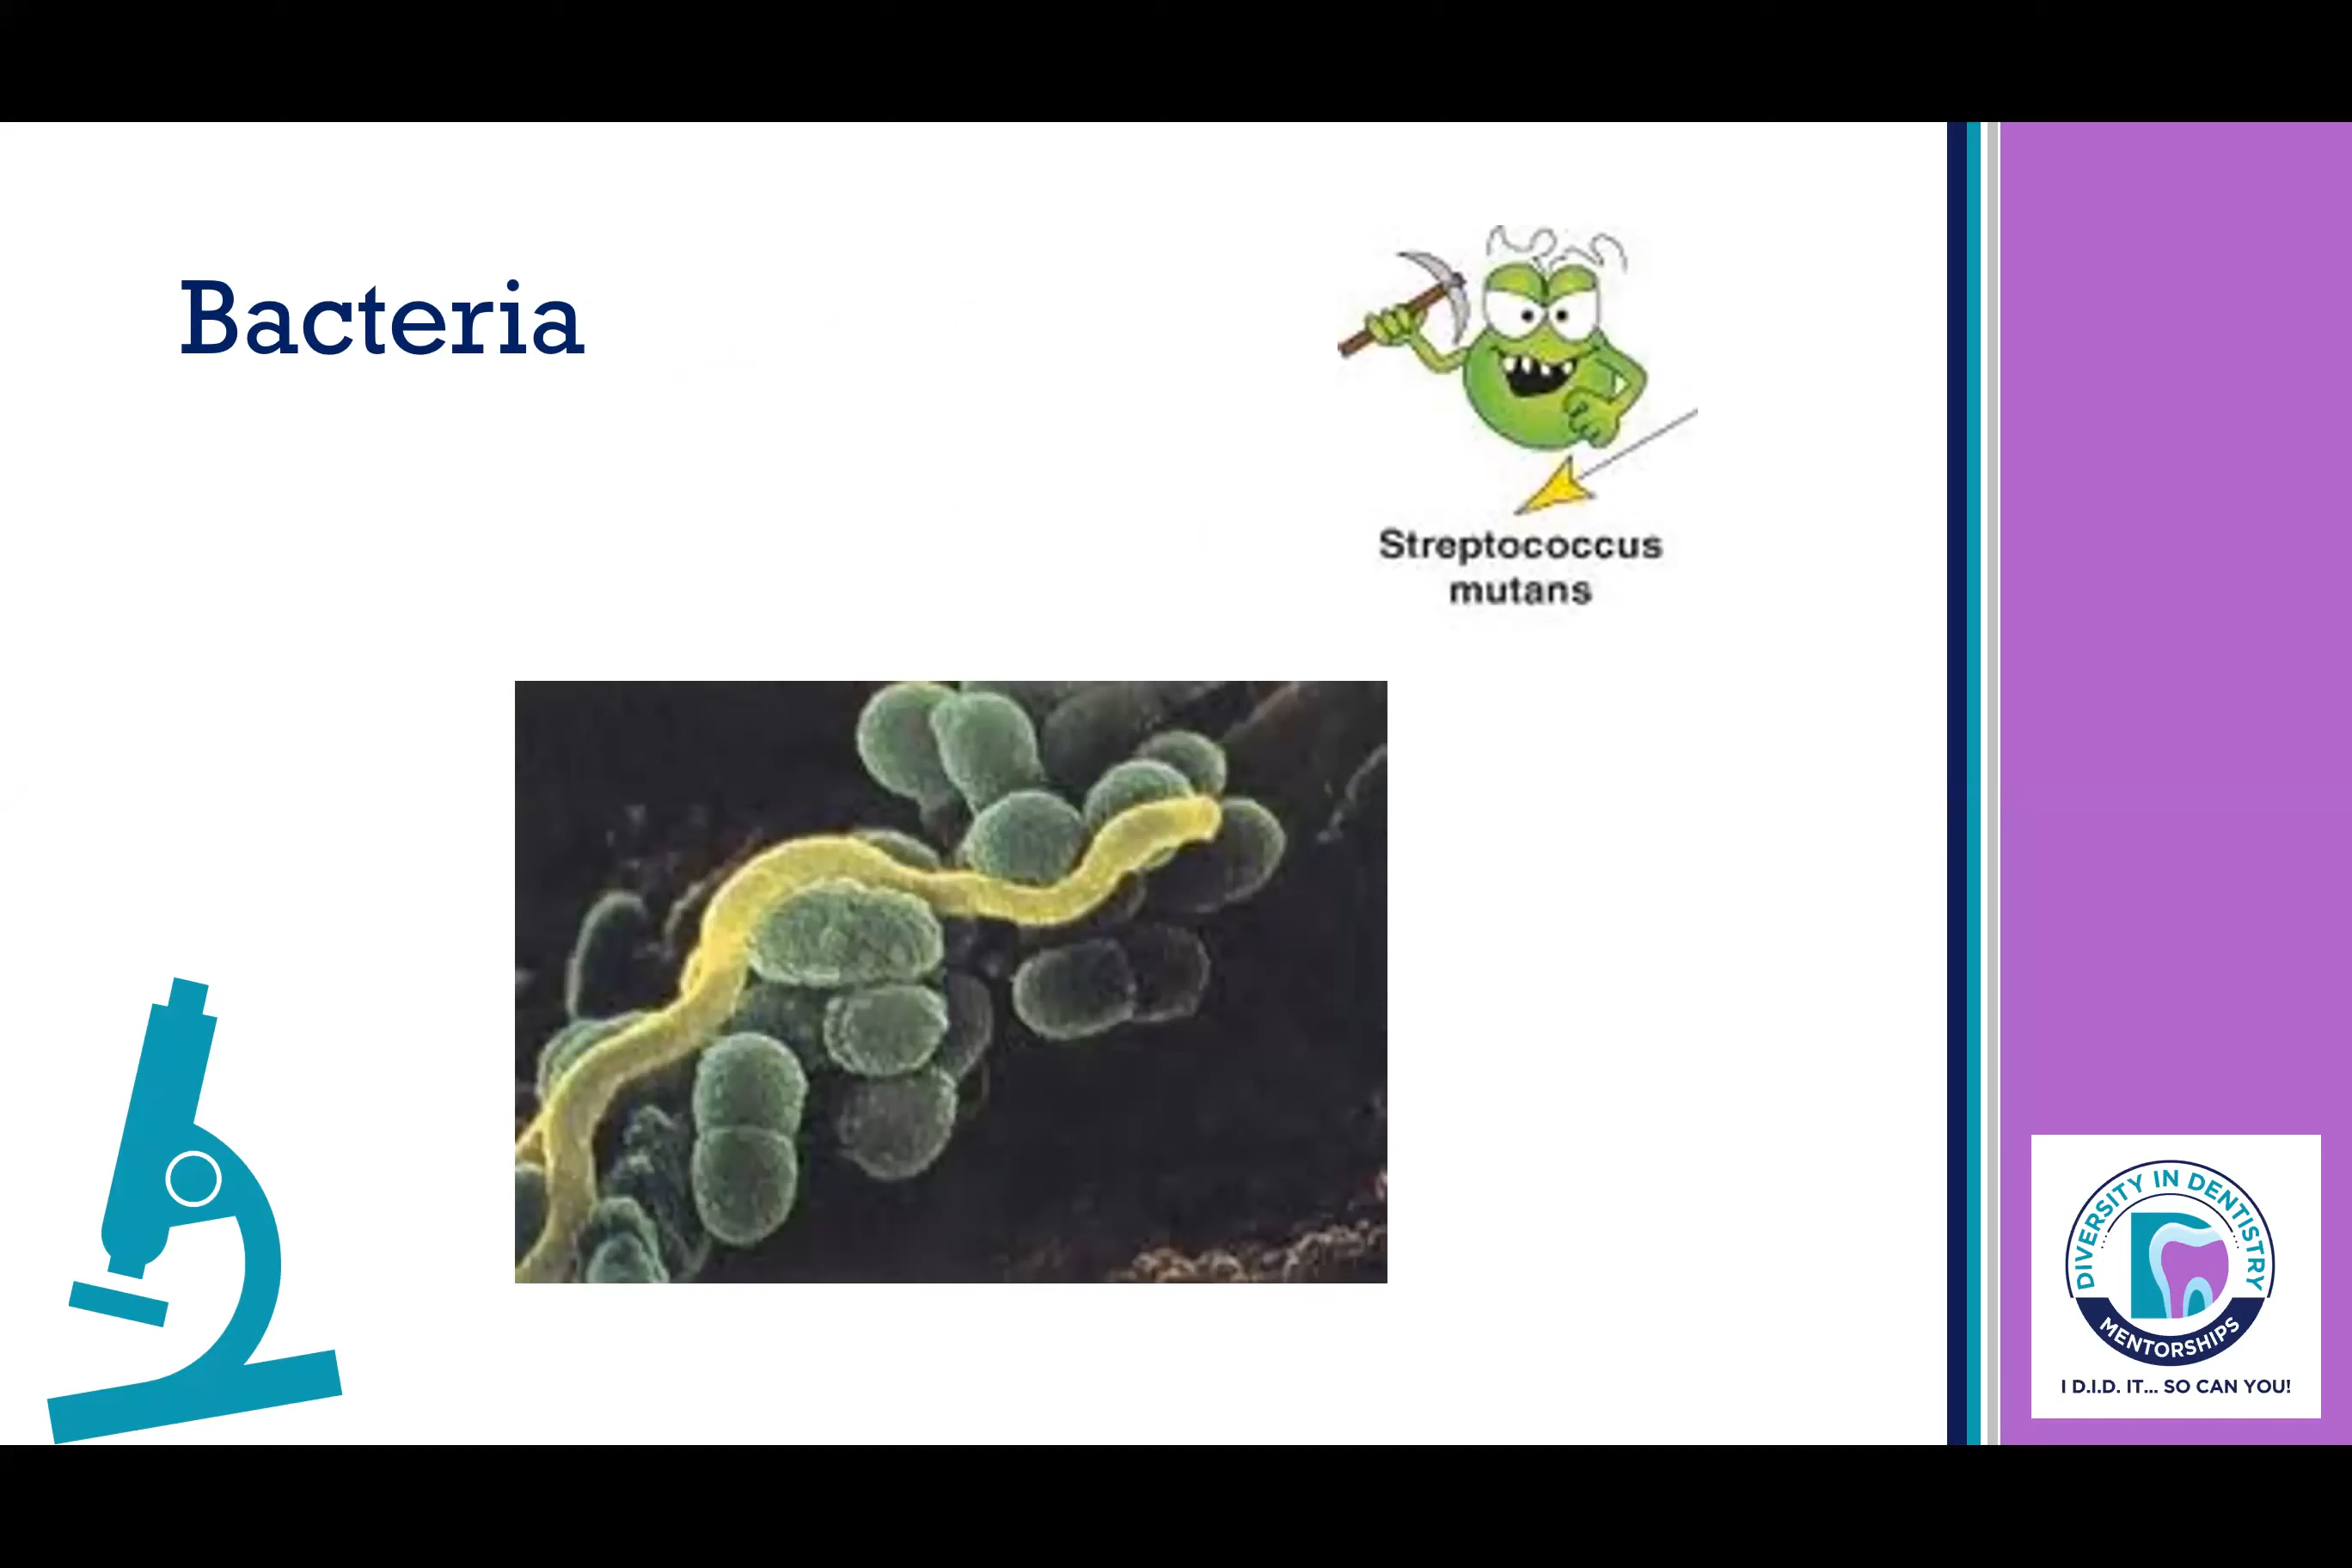 Bacteria
Streptococcus
mutans
DIVERSITY IN DENTISTRY
MENTORSHIPS
I D.I.D. IT... SO CAN YOU!